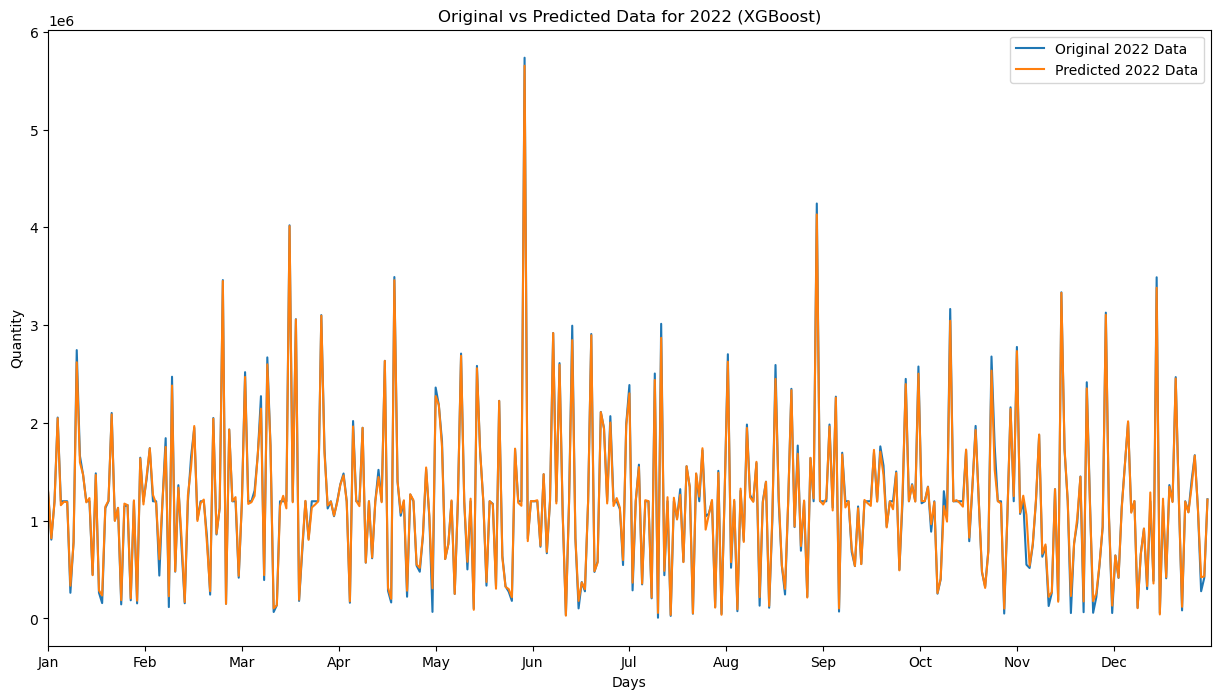 Original vs Predicted Data for 2022 (XGBoost)
1e6
Original 2022 Data
Predicted 2022 Data
6
5
4
3
2
1
0
Quantity
Jan Feb Mar Apr May Jun Jul Aug Sep Oct Nov Dec
Days